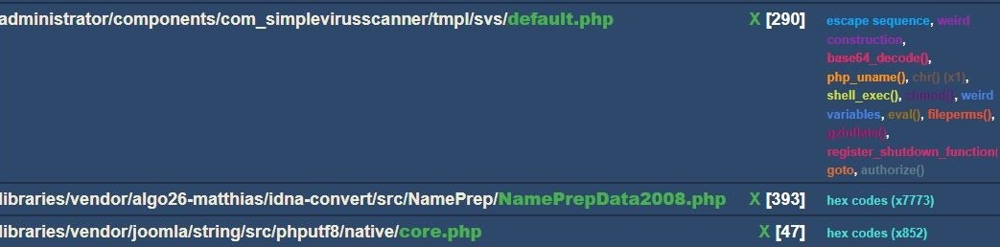 administrator/components/com_simplevirusscanner/tmpl/svs/default.php X [290] escape sequence, weird
construction,
base64_decode(),
php_uname(), chr() (x1),
shell_exec(), chmod(), weird
variables, eval(), fileperms(),
gzinflate(),
register_shutdown_function(
goto, authorize()
libraries/vendor/algo26-matthias/idna-convert/src/NamePrep/NamePrepData2008.php X [393] hex codes (x7773)
libraries/vendor/joomla/string/src/phputf8/native/core.php X [47] hex codes (x852)